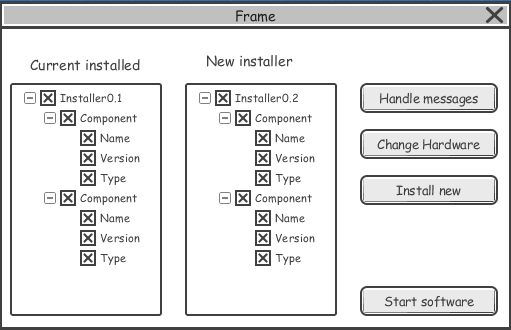 Frame
Current installed
New installer
Installer0.1
Component
Name
Version
Type
Component
Name
Version
Type
Installer0.2
Component
Name
Version
Type
Component
Name
Version
Type
Handle messages
Change Hardware
Install new
Start software